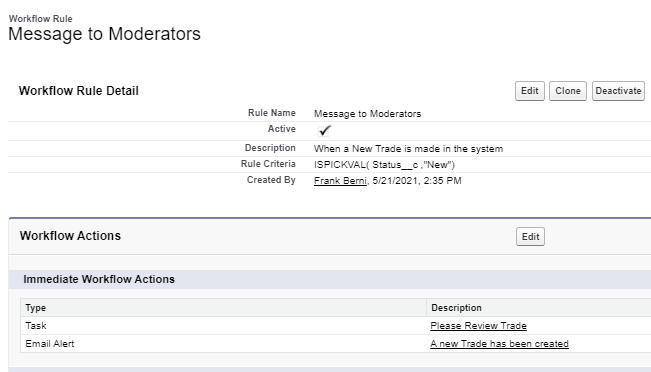 Workflow Rule
Message to Moderators
Workflow Rule Detail Edit Clone Deactivate
Rule Name Message to Moderators
Active
Description When a New Trade is made in the system
Rule Criteria ISPICKVAL( Status__c ,"New")
Created By Frank Berni, 5/21/2021, 2:35 PM
Workflow Actions Edit
Immediate Workflow Actions
Type Description
Task Please Review Trade
Email Alert A new Trade has been created